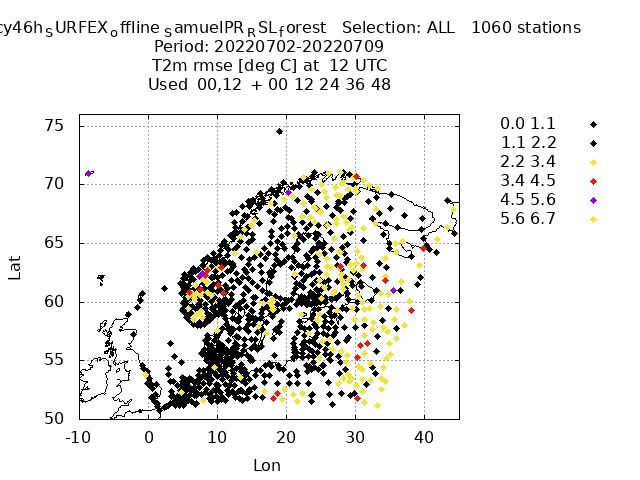 cy46h_SURFEX_offline_SamuelPR_RSL_forest Selection: ALL 1060 stations
Period: 20220702-20220709
T2m rmse [deg C] at 12 UTC
Used 00,12 + 00 12 24 36 48
75
70
65
60
55
50
-10 0 10 20 30 40
Lat
Lon
0.0 1.1
1.1 2.2
2.2 3.4
3.4 4.5
4.5 5.6
5.6 6.7